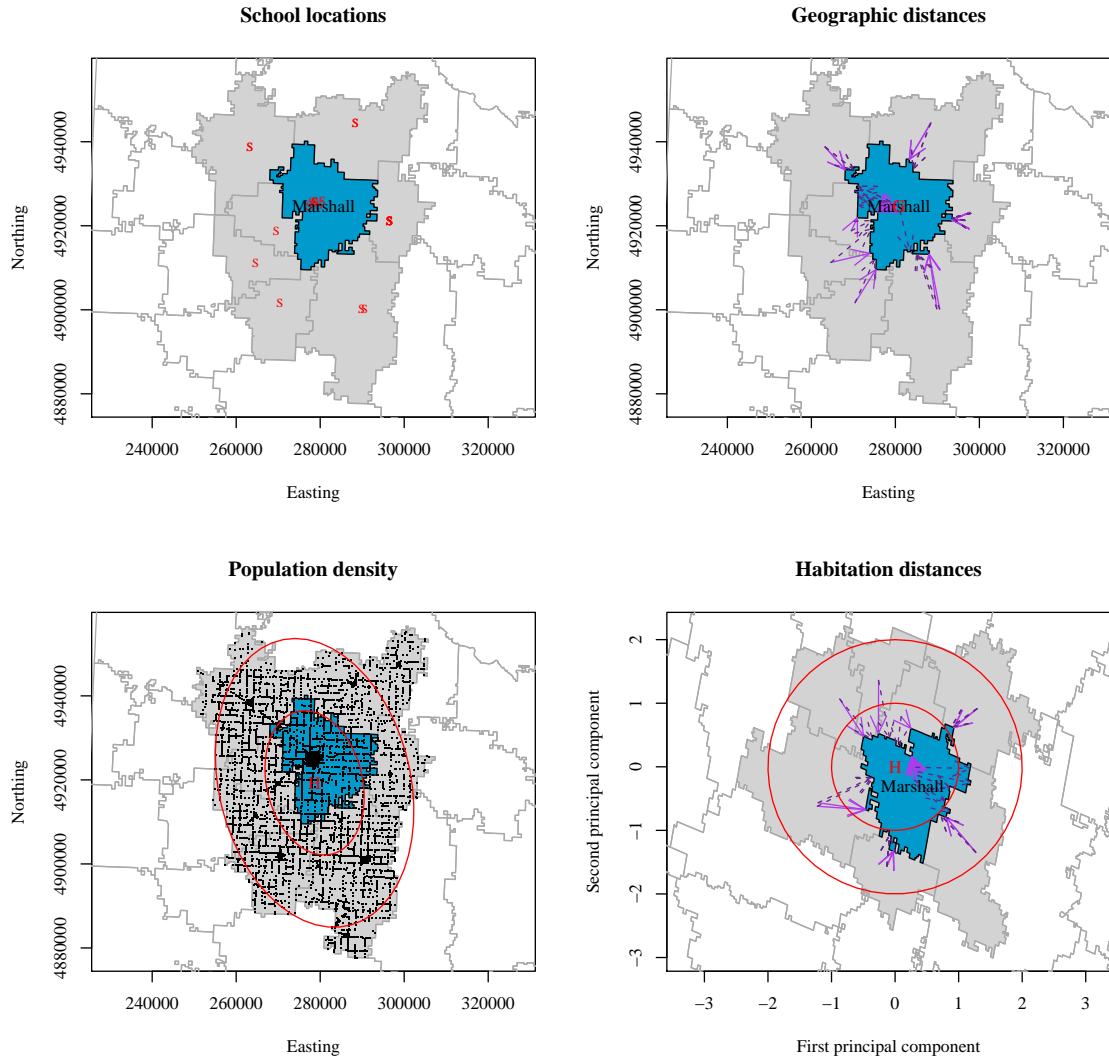 School locations
S
S
S
S
S
S
SS
S
S
SS
Marshall
4880000 4900000 4920000 4940000
Northing
240000 260000 280000 300000 320000
Easting
Geographic distances
Marshall
4880000 4900000 4920000 4940000
Northing
240000 260000 280000 300000 320000
Easting
Population density
H
4880000 4900000 4920000 4940000
Northing
240000 260000 280000 300000 320000
Easting
Habitation distances
H
Marshall
−3 −2 −1 0 1 2
Second principal component
−3 −2 −1 0 1 2 3
First principal component